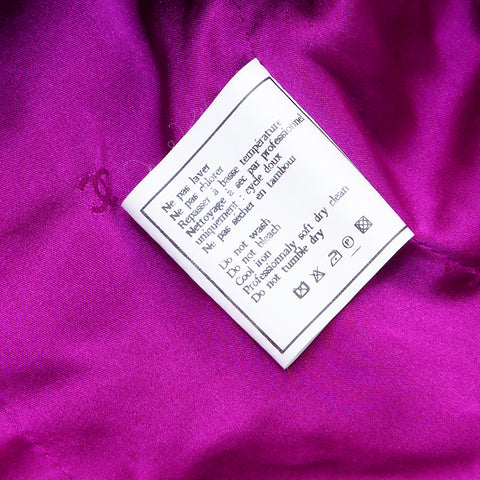 Ne pas laver
Ne pas chlorer
Repasser à basse température
Nettoyage à sec par professionnel
uniquement : cycle doux
Ne pas secher en tambour
Do not wash
Do not bleach
Cool iron
Professionnaly soft dry clean
Do not tumble dry